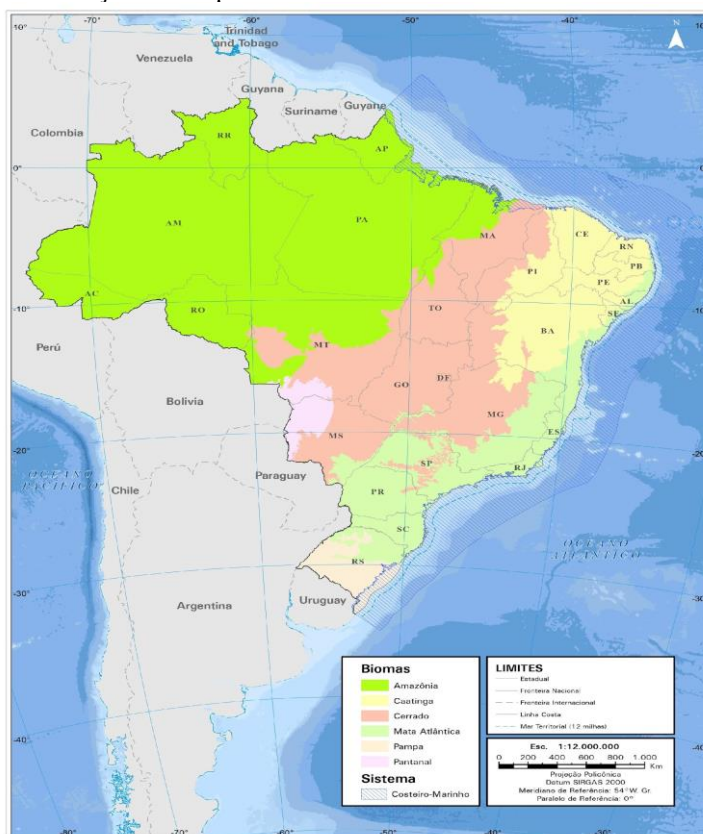 -70°
-60°
-50°
-40°
10°
10°
N
Trinidad
and Tobago
Venezuela
Guyana
Suriname
Guyane
Colombia
RR
AP
0°
0°
AM
PA
MA
CE
RN
PB
PI
PE
AC
AL
SE
RO
TO
-10°
-10°
BA
MT
Perú
DF
GO
Bolivia
MG
MS
ES
-20°
-20°
SP
RJ
OCEANO
PACÍFICO
Paraguay
Chile
PR
SC
OCEANO
ATLÂNTICO
RS
-30°
-30°
Uruguay
Argentina
Biomas
Amazônia
Caatinga
Cerrado
Mata Atlântica
Pampa
Pantanal
Sistema
Costeiro-Marinho
LIMITES
Estadual
Fronteira Nacional
Fronteira Internacional
Linha Costa
Mar Territorial (12 milhas)
Esc. 1:12.000.000
0 200 400 600 800 1.000
Km
Projeção Policônica
Datum SIRGAS 2000
Meridiano de Referência: 54° W. Gr
Paralelo de Referência: 0°
-40°
-40°
-80°
-70°
-60°
-50°
-40°
-30°